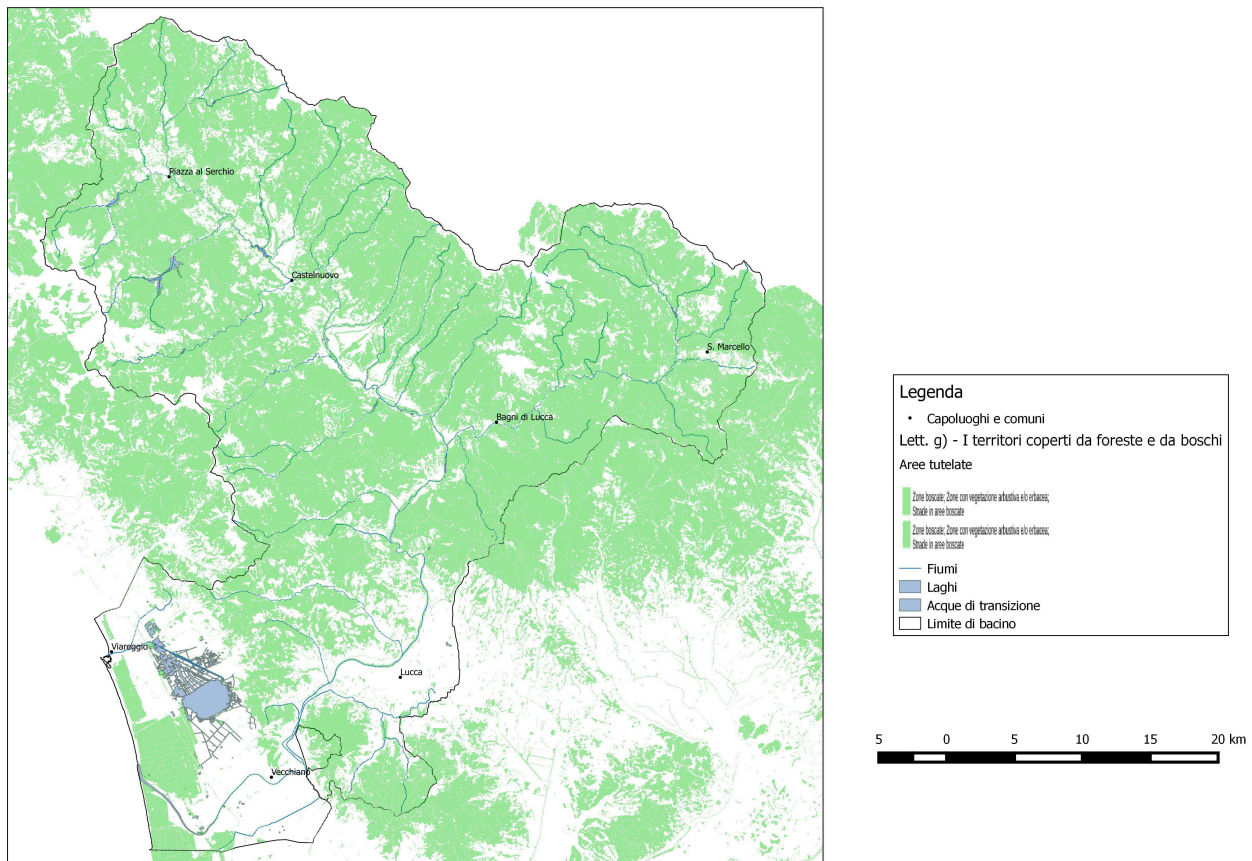 Piazza al Serchio
Castelnuovo
S. Marcello
Bagni di Lucca
Viareggio
Lucca
Vecchiano
Legenda
Capoluoghi e comuni
Lett. g) - I territori coperti da foreste e da boschi
Aree tutelate
Zone boscate; Zone con vegetazione arbustiva e/o erbacea;
Strade in aree boscate
Zone boscate; Zone con vegetazione arbustiva e/o erbacea;
Strade in aree boscate
Fiumi
Laghi
Acque di transizione
Limite di bacino
5 0 5 10 15 20 km